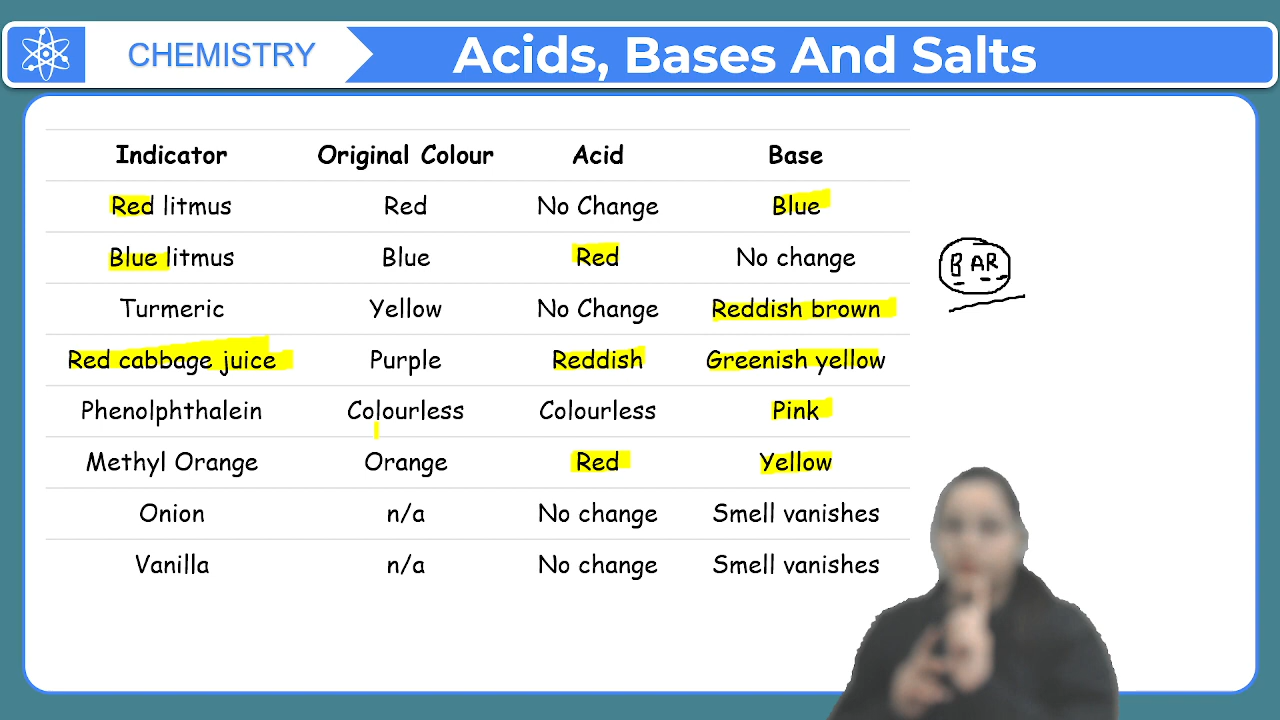 CHEMISTRY
Acids, Bases And Salts
Indicator Original Colour Acid Base
Red litmus Red No Change Blue
Blue litmus Blue Red No change
BAR
Turmeric Yellow No Change Reddish brown
Red cabbage juice Purple Reddish Greenish yellow
Phenolphthalein Colourless Colourless Pink
Methyl Orange Orange Red Yellow
Onion n/a No change Smell vanishes
Vanilla n/a No change Smell vanishes